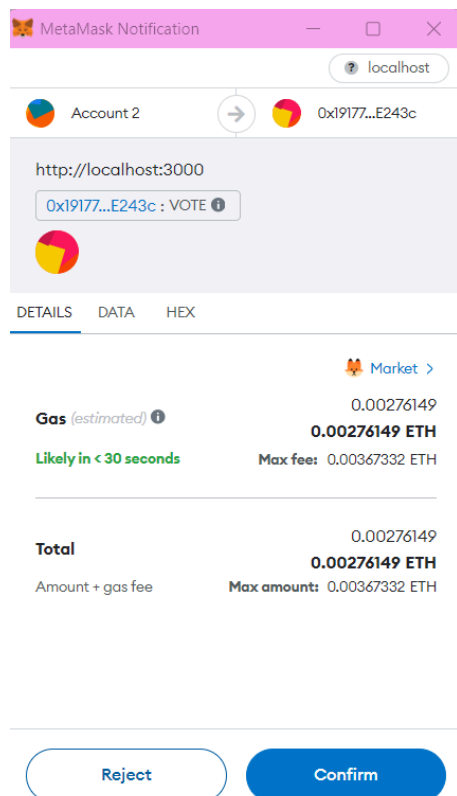 MetaMask Notification
? localhost
Account 2
0x19177...E243c
http://localhost:3000
0x19177...E243c : VOTE
DETAILS DATA HEX
Market >
0.00276149
Gas (estimated)
0.00276149 ETH
Likely in < 30 seconds Max fee: 0.00367332 ETH
0.00276149
Total
0.00276149 ETH
Amount + gas fee Max amount: 0.00367332 ETH
Reject Confirm